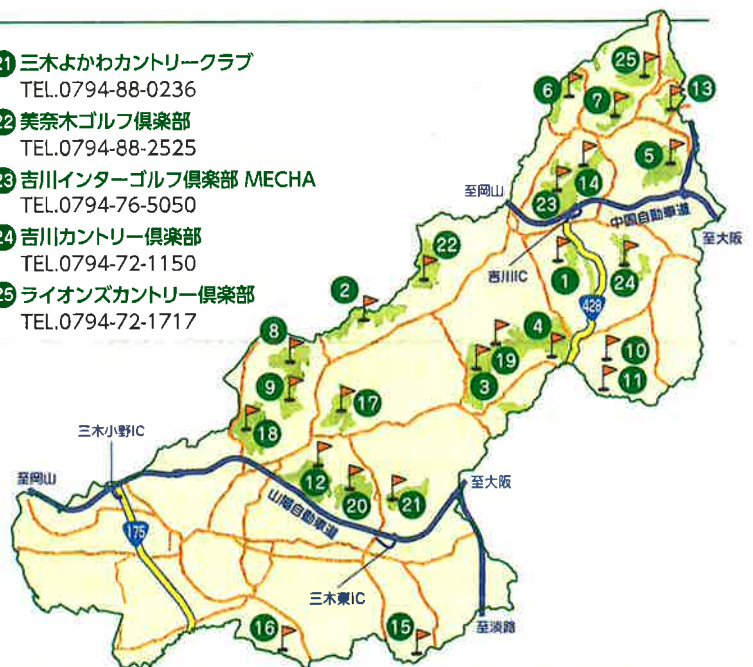 21 三木よかわカントリークラブ
TEL.0794-88-0236
22 美奈木ゴルフ倶楽部
TEL.0794-88-2525
23 吉川インターゴルフ倶楽部 MECHA
TEL.0794-76-5050
24 吉川カントリー倶楽部
TEL.0794-72-1150
25 ライオンズカントリー倶楽部
TEL.0794-72-1717
25
6
7
13
5
14
至岡山
23
中国自動車道
至大阪
22
吉川IC
1
24
2
428
8
4
19
10
9
3
11
17
三木小野IC
18
至岡山
12
20
21
至大阪
山陽自動車道
175
三木東IC
16
15
至淡路